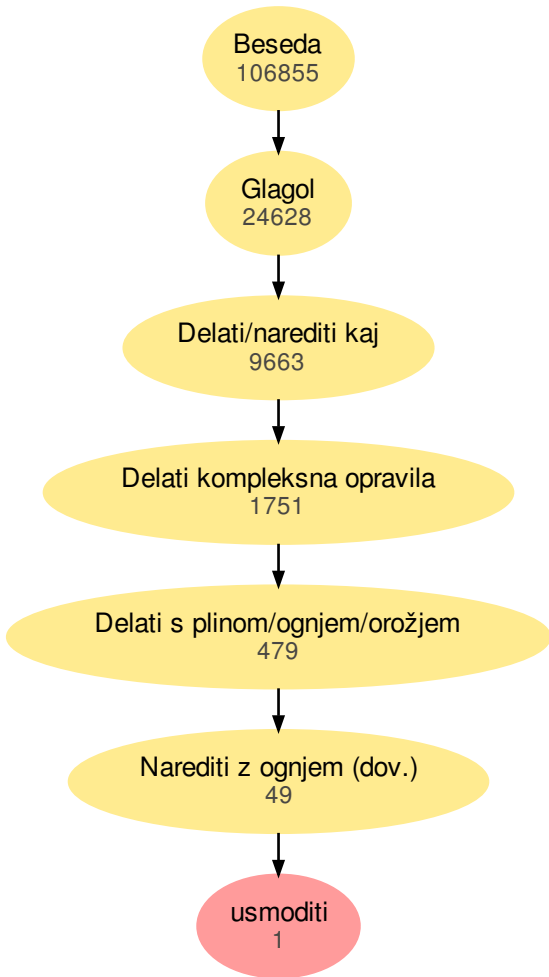 Beseda
106855
Glagol
24628
Delati/narediti kaj
9663
Delati kompleksna opravila
1751
Delati s plinom/ognjem/orožjem
479
Narediti z ognjem (dov.)
49
usmoditi
1